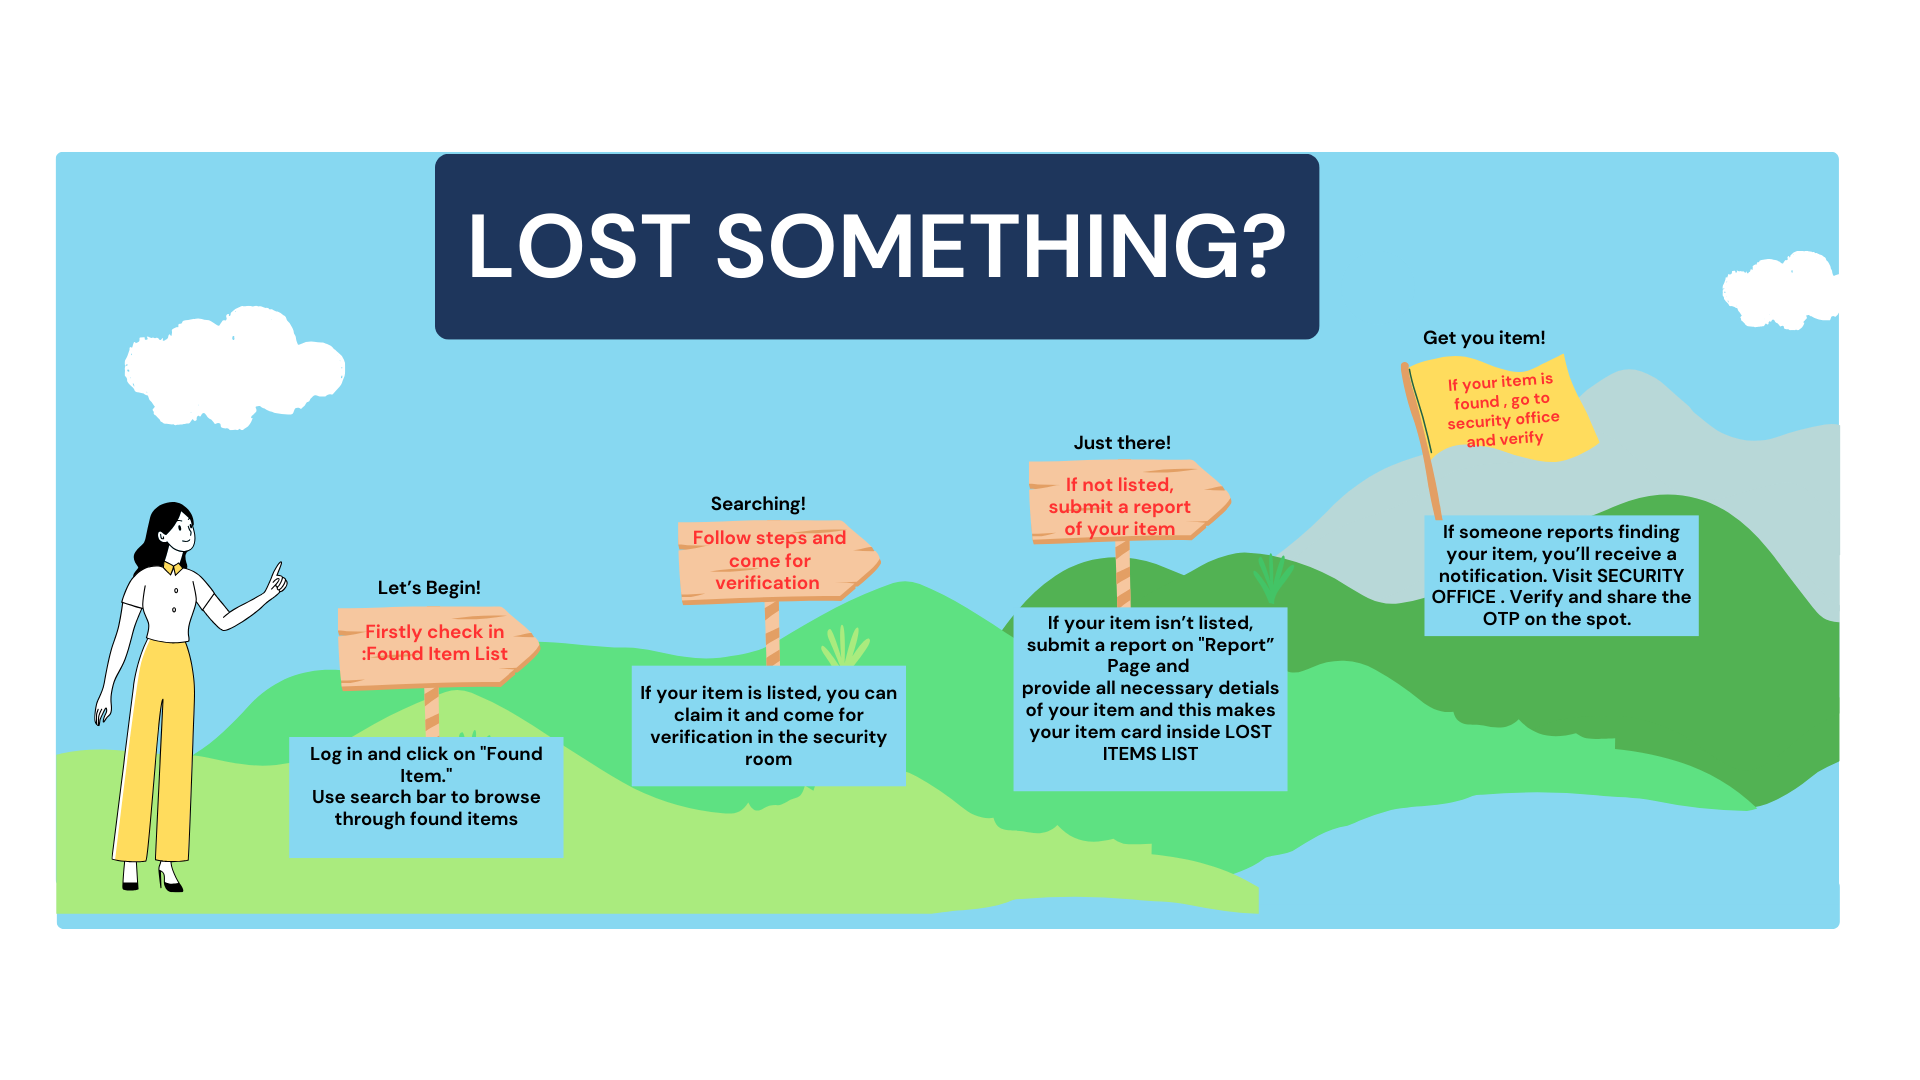 LOST SOMETHING?
Let's Begin!
Firstly check in
:Found Item List
Log in and click on "Found
Item."
Use search bar to browse
through found items
Searching!
Follow steps and
come for
verification
If your item is listed, you can
claim it and come for
verification in the security
room
Just there!
If not listed,
submit a report
of your item
If your item isn't listed,
submit a report on "Report”
Page and
provide all necessary detials
of your item and this makes
your item card inside LOST
ITEMS LIST
Get you item!
If your item is
found , go to
security office
and verify
If someone reports finding
your item, you'll receive a
notification. Visit SECURITY
OFFICE . Verify and share the
OTP on the spot.